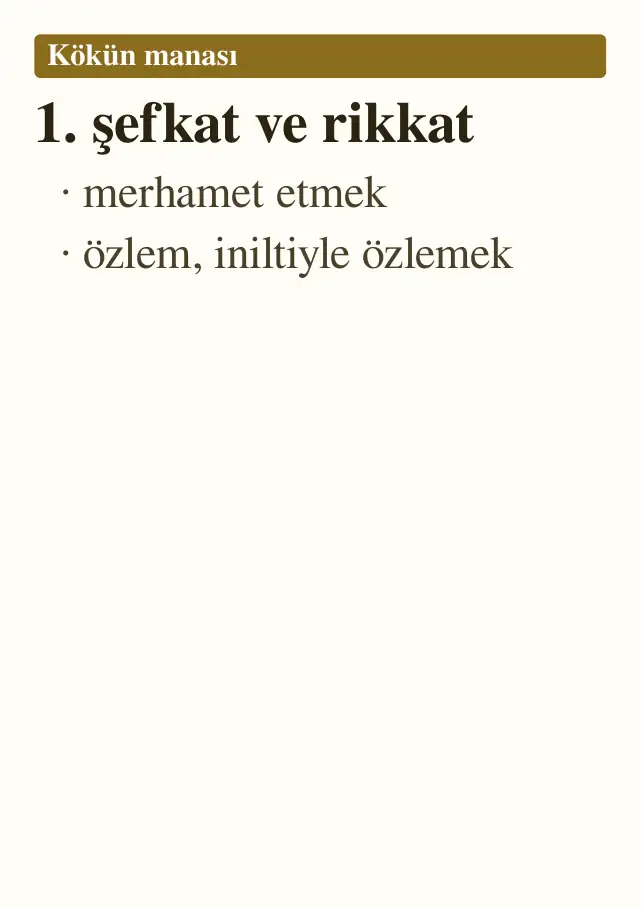 Kökün manası
1. şefkat ve rikkat
· merhamet etmek
· özlem, iniltiyle özlemek